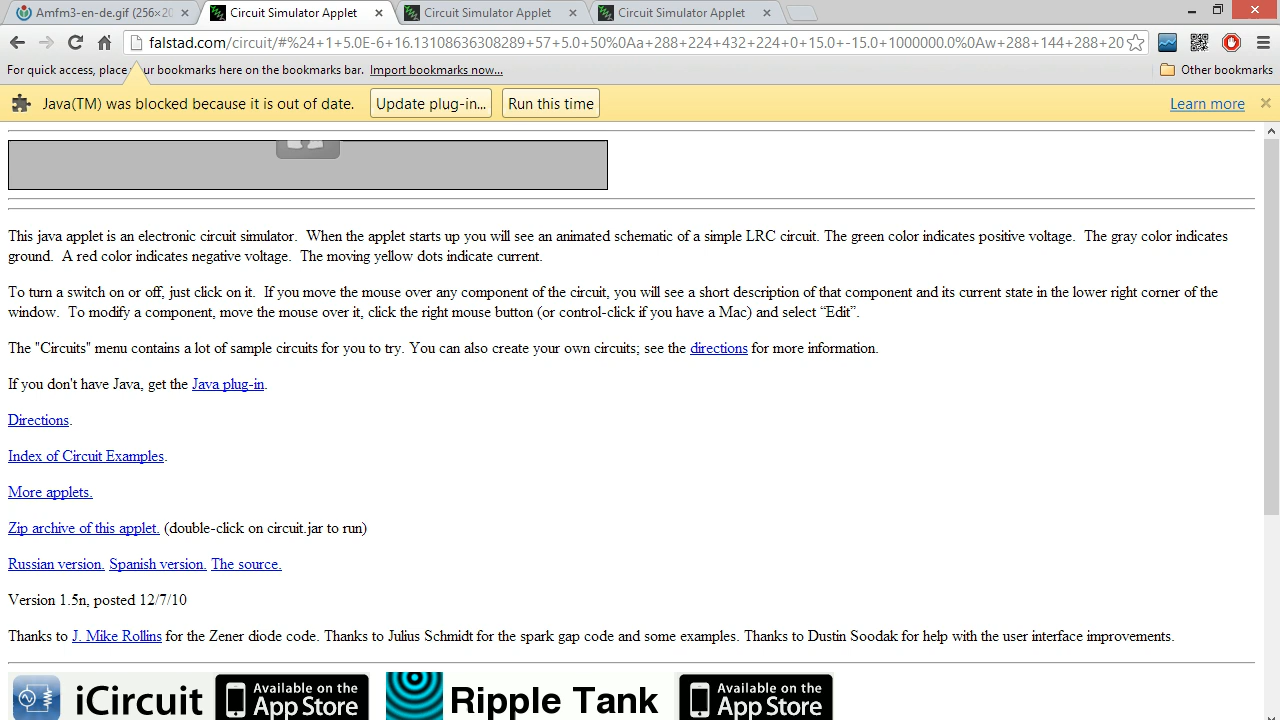 Amfm3-en-de.gif (256×20
Circuit Simulator Applet
Circuit Simulator Applet
Circuit Simulator Applet
falstad.com/circuit/#%24+1+5.0E-6+16.13108636308289+57+5.0+50%0Aa+288+224+432+224+0+15.0+-15.0+1000000.0%0Aw+288+144+288+20
For quick access, place your bookmarks here on the bookmarks bar. Import bookmarks now...
Other bookmarks
Java(TM) was blocked because it is out of date. Update plug-in... Run this time Learn more
This java applet is an electronic circuit simulator.  When the applet starts up you will see an animated schematic of a simple LRC circuit. The green color indicates positive voltage.  The gray color indicates
ground.  A red color indicates negative voltage.  The moving yellow dots indicate current.
To turn a switch on or off, just click on it.  If you move the mouse over any component of the circuit, you will see a short description of that component and its current state in the lower right corner of the
window.  To modify a component, move the mouse over it, click the right mouse button (or control-click if you have a Mac) and select “Edit”.
The "Circuits" menu contains a lot of sample circuits for you to try. You can also create your own circuits; see the directions for more information.
If you don't have Java, get the Java plug-in.
Directions.
Index of Circuit Examples.
More applets.
Zip archive of this applet. (double-click on circuit.jar to run)
Russian version. Spanish version. The source.
Version 1.5n, posted 12/7/10
Thanks to J. Mike Rollins for the Zener diode code. Thanks to Julius Schmidt for the spark gap code and some examples. Thanks to Dustin Soodak for help with the user interface improvements.
iCircuit Available on the App Store
Ripple Tank Available on the App Store